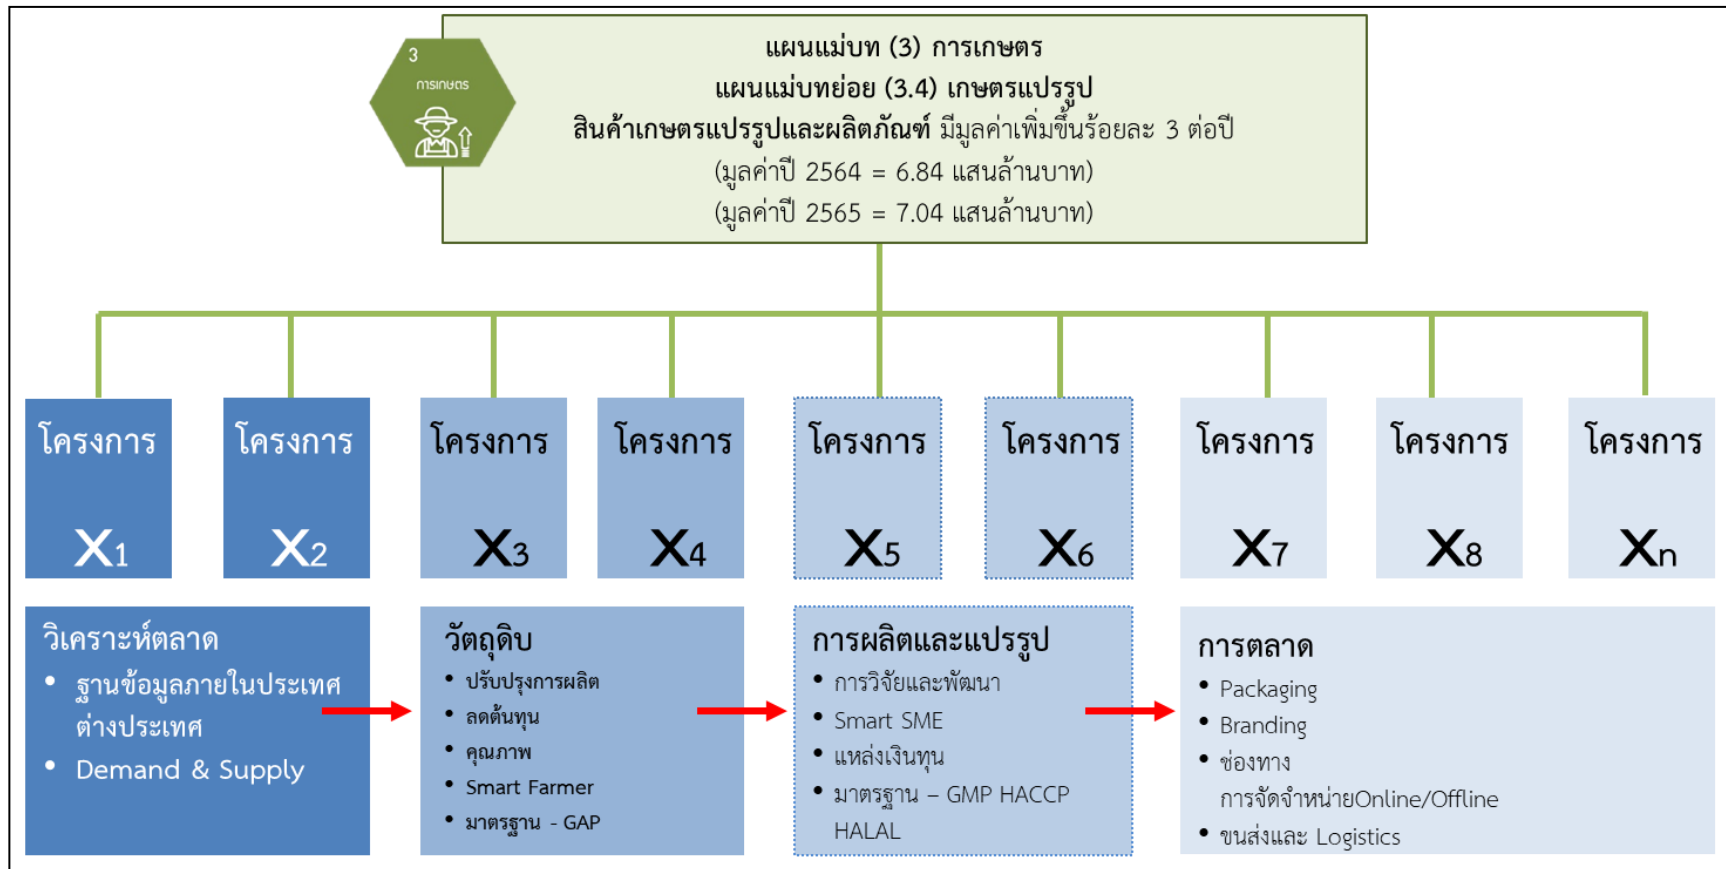 3
การเกษตร
แผนแม่บท (3) การเกษตร
แผนแม่บทย่อย (3.4) เกษตรแปรรูป
สินค้าเกษตรแปรรูปและผลิตภัณฑ์ มีมูลค่าเพิ่มขึ้นร้อยละ 3 ต่อปี
(มูลค่าปี 2564 = 6.84 แสนล้านบาท)
(มูลค่าปี 2565 = 7.04 แสนล้านบาท)
โครงการ
X1
โครงการ
X2
โครงการ
X3
โครงการ
X4
โครงการ
X5
โครงการ
X6
โครงการ
X7
โครงการ
X8
โครงการ
Xn
วิเคราะห์ตลาด
• ฐานข้อมูลภายในประเทศ
ต่างประเทศ
• Demand & Supply
วัตถุดิบ
• ปรับปรุงการผลิต
• ลดต้นทุน
• คุณภาพ
• Smart Farmer
• มาตรฐาน - GAP
การผลิตและแปรรูป
• การวิจัยและพัฒนา
• Smart SME
• แหล่งเงินทุน
• มาตรฐาน – GMP HACCP
HALAL
การตลาด
• Packaging
• Branding
• ช่องทาง
การจัดจำหน่ายOnline/Offline
• ขนส่งและ Logistics